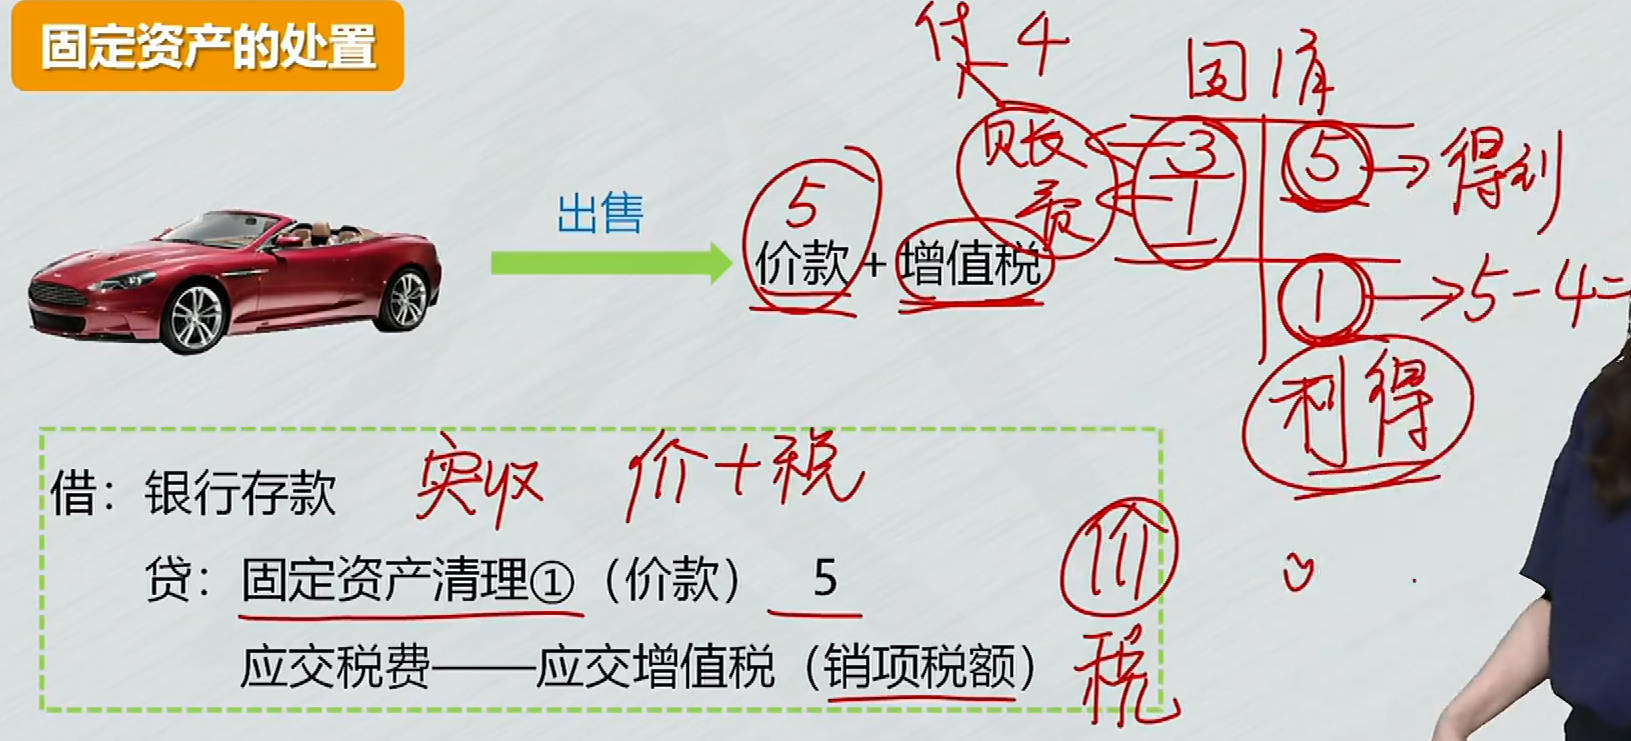 固定资产的处置
付 4
固清
账
费
3
1
5 → 得到
出售
5
价款 + 增值税
1 → 5-4=
利得
借：银行存款 实收 价+税
贷：固定资产清理①（价款） 5 价
应交税费——应交增值税（销项税额） 税